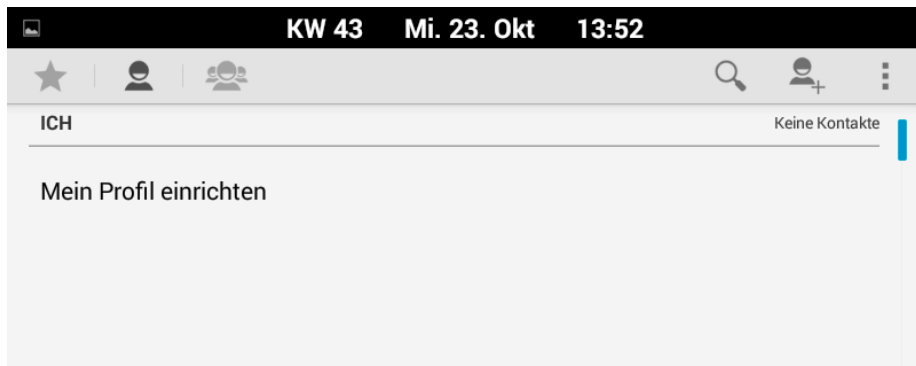 KW 43 Mi. 23. Okt 13:52
ICH Keine Kontakte
Mein Profil einrichten